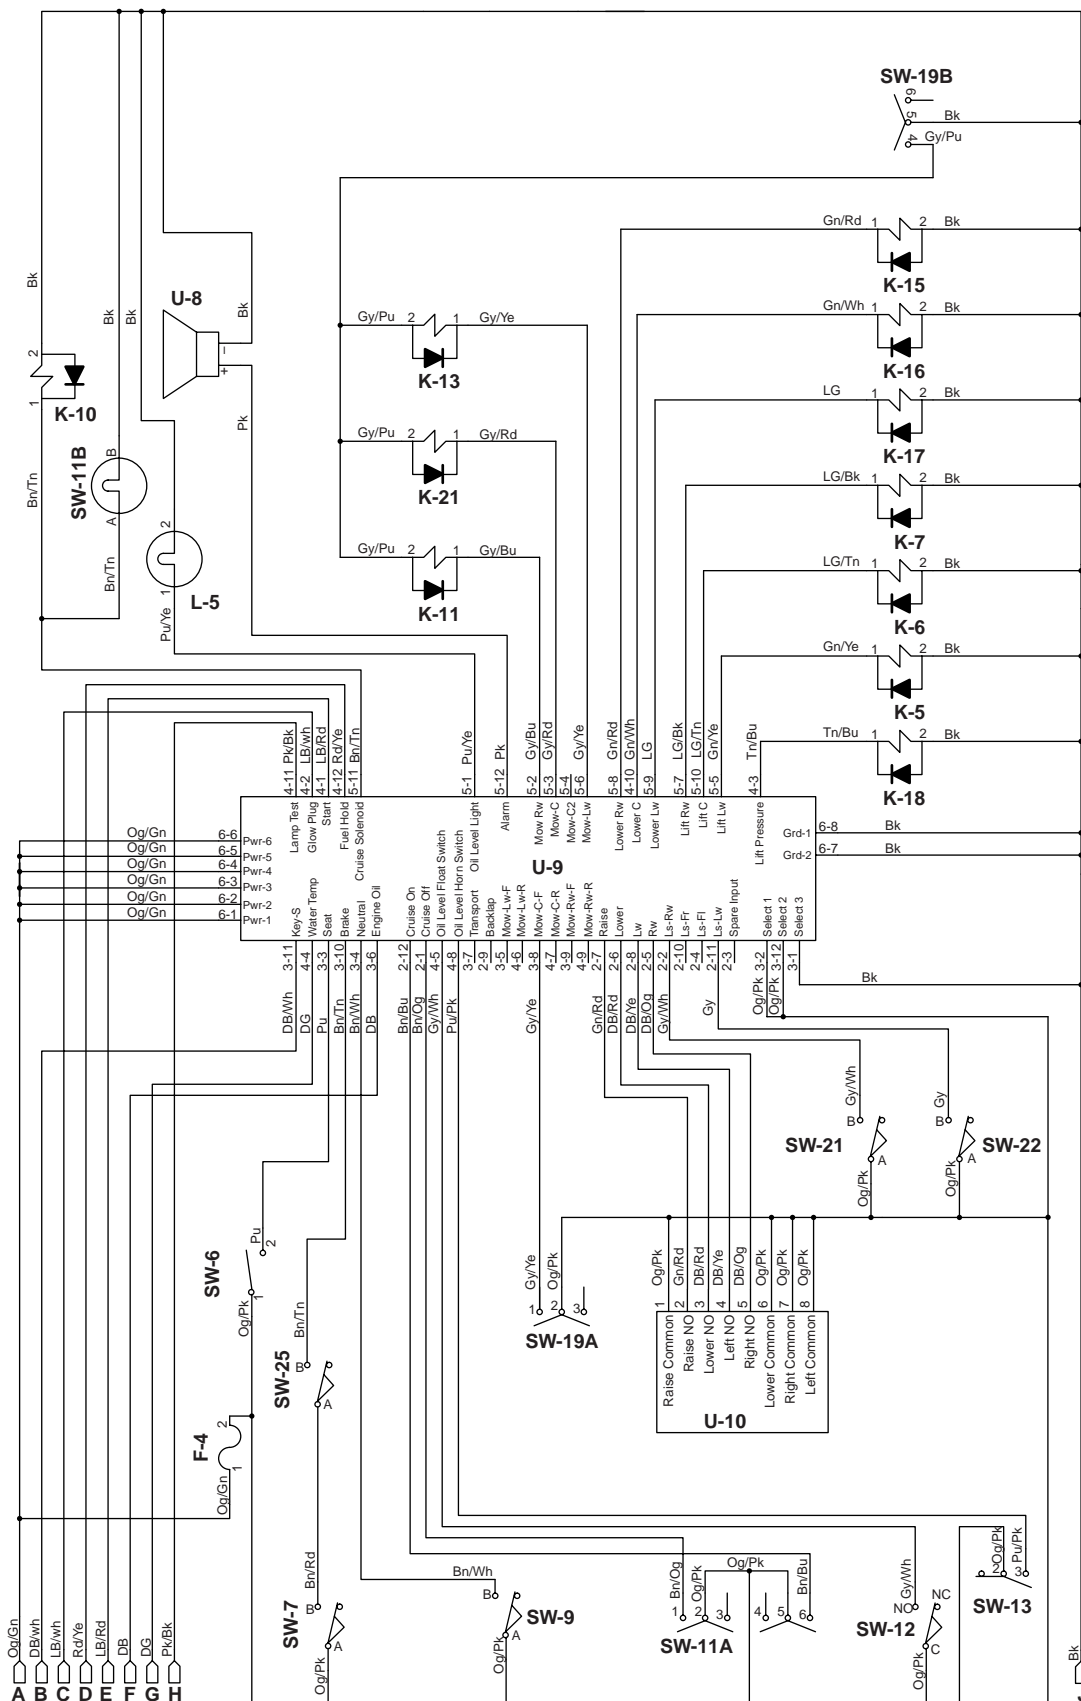 SW-19B
6
5
4
Bk
Gy/Pu
Gn/Rd 1 2 Bk
K-15
Gn/Wh 1 2 Bk
K-16
LG 1 2 Bk
K-17
LG/Bk 1 2 Bk
K-7
LG/Tn 1 2 Bk
K-6
Gn/Ye 1 2 Bk
K-5
Tn/Bu 1 2 Bk
K-18
Bk
Bk
Bk
U-8
Bk
–
+
Pk
2
1
K-10
Bn/Tn
SW-11B
B
A
Bn/Tn
2
1
L-5
Pu/Ye
Gy/Pu 2 1 Gy/Ye
K-13
Gy/Pu 2 1 Gy/Rd
K-21
Gy/Pu 2 1 Gy/Bu
K-11
4-11 Pk/Bk
4-2 LB/wh
4-1 LB/Rd
4-12 Rd/Ye
5-11 Bn/Tn
5-1 Pu/Ye
5-12 Pk
5-2 Gy/Bu
5-3 Gy/Rd
5-4
5-6 Gy/Ye
5-8 Gn/Rd
4-10 Gn/Wh
5-9 LG
5-7 LG/Bk
5-10 LG/Tn
5-5 Gn/Ye
4-3 Tn/Bu
Lamp Test
Glow Plug
Start
Fuel Hold
Cruise Solenoid
Oil Level Light
Alarm
Mow Rw
Mow-C
Mow-C2
Mow-Lw
Lower Rw
Lower C
Lower Lw
Lift Rw
Lift C
Lift Lw
Lift Pressure
Og/Gn 6-6 Pwr-6
Og/Gn 6-5 Pwr-5
Og/Gn 6-4 Pwr-4
Og/Gn 6-3 Pwr-3
Og/Gn 6-2 Pwr-2
Og/Gn 6-1 Pwr-1
U-9
Grd-1 6-8 Bk
Grd-2 6-7 Bk
Key-S
Water Temp
Seat
Brake
Neutral
Engine Oil
Cruise On
Cruise Off
Oil Level Float Switch
Oil Level Horn Switch
Transport
Backlap
Mow-Lw-F
Mow-Lw-R
Mow-C-F
Mow-C-R
Mow-Rw-F
Mow-Rw-R
Raise
Lower
Lw
Rw
Ls-Rw
Ls-Fr
Ls-Fl
Ls-Lw
Spare Input
Select 1
Select 2
Select 3
3-11 DB/Wh
4-4 DG
3-3 Pu
3-10 Bn/Tn
3-4 Bn/Wh
3-6 DB
2-12 Bn/Bu
2-1 Bn/Og
4-5 Gy/Wh
4-8 Pu/Pk
3-7
2-9
3-5
4-6
3-8 Gy/Ye
4-7
3-9
4-9
2-7 Gn/Rd
2-6 DB/Rd
2-8 DB/Ye
2-5 DB/Og
2-2 Gy/Wh
2-10
2-4
2-11 Gy
2-3
3-2 Og/Pk
3-12 Og/Pk
3-1
Bk
Gy/Wh
B
SW-21
A
Og/Pk
Gy
B
SW-22
A
Og/Pk
SW-6
Pu
2
1
Og/Pk
Bn/Tn
SW-25
B
A
F-4
2
1
Og/Gn
Gy/Ye
Og/Pk
1 2 3
SW-19A
Og/Pk
Gn/Rd
DB/Rd
DB/Ye
DB/Og
Og/Pk
Og/Pk
Og/Pk
1 2 3 4 5 6 7 8
Raise Common
Raise NO
Lower NO
Left NO
Right NO
Lower Common
Right Common
Left Common
U-10
Bn/Rd
SW-7
B
A
Og/Pk
Bn/Wh
B
SW-9
A
Og/Pk
Bn/Og
Og/Pk
Og/Pk
Bn/Bu
1 2 3 4 5 6
SW-11A
Gy/Wh
NO
NC
SW-12
C
Og/Pk
Og/Pk
Pu/Pk
2 3
SW-13
Og/Gn
DB/wh
LB/wh
Rd/Ye
LB/Rd
DB
DG
Pk/Bk
Bk
A B C D E F G H